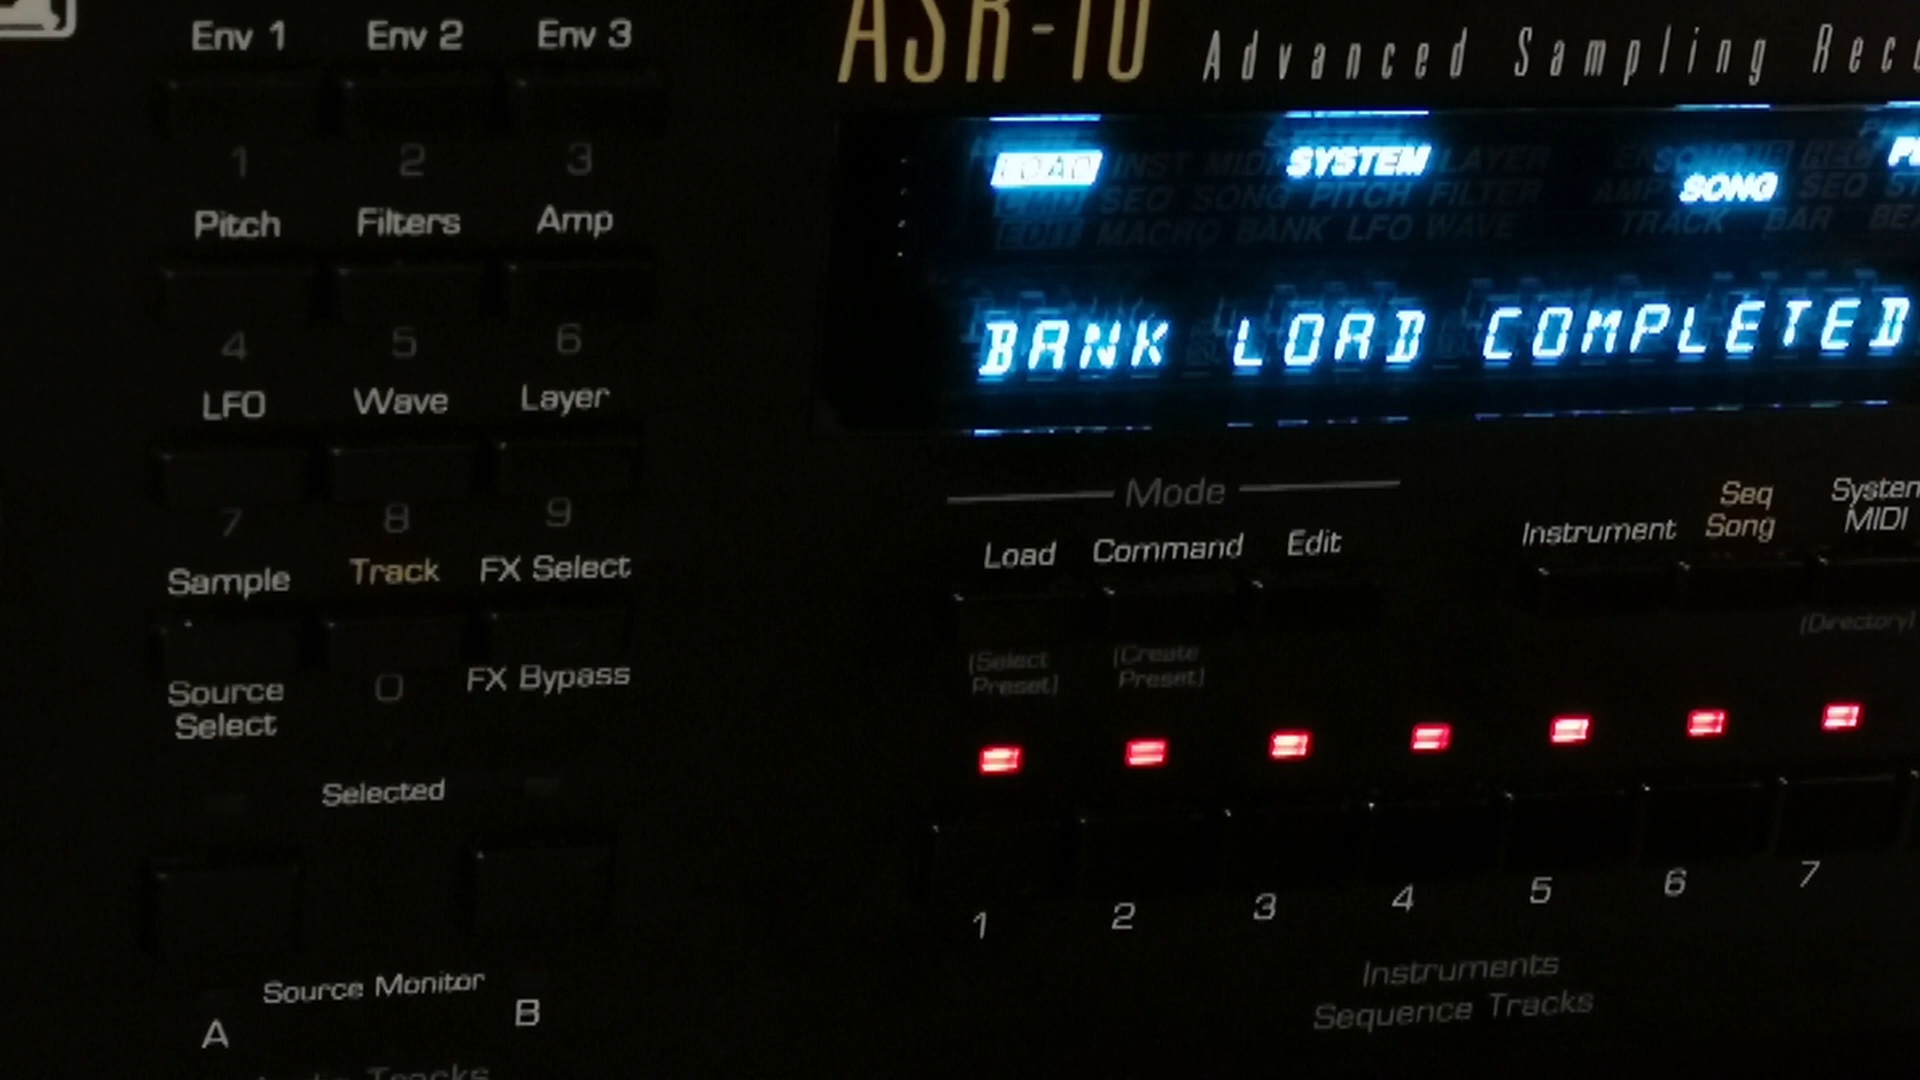 Env 1 Env 2 Env 3
ASR-10 Advanced Sampling
1 2 3
Pitch Filters Amp
4 5 6
LFO Wave Layer
7 8 9
Sample Track FX Select
Source Select 0 FX Bypass
Selected
Source Monitor
A B
Tracks
LOAD INST MIDI SYSTEM LAYER
SEQ SONG PITCH FILTER AMP SONG SEQ
EDIT MACRO BANK LFO WAVE TRACK BAR
BANK LOAD COMPLETED
Mode
Load Command Edit Instrument Seq Song System MIDI
(Select Preset) (Create Preset) (Directory)
1 2 3 4 5 6 7
Instruments
Sequence Tracks